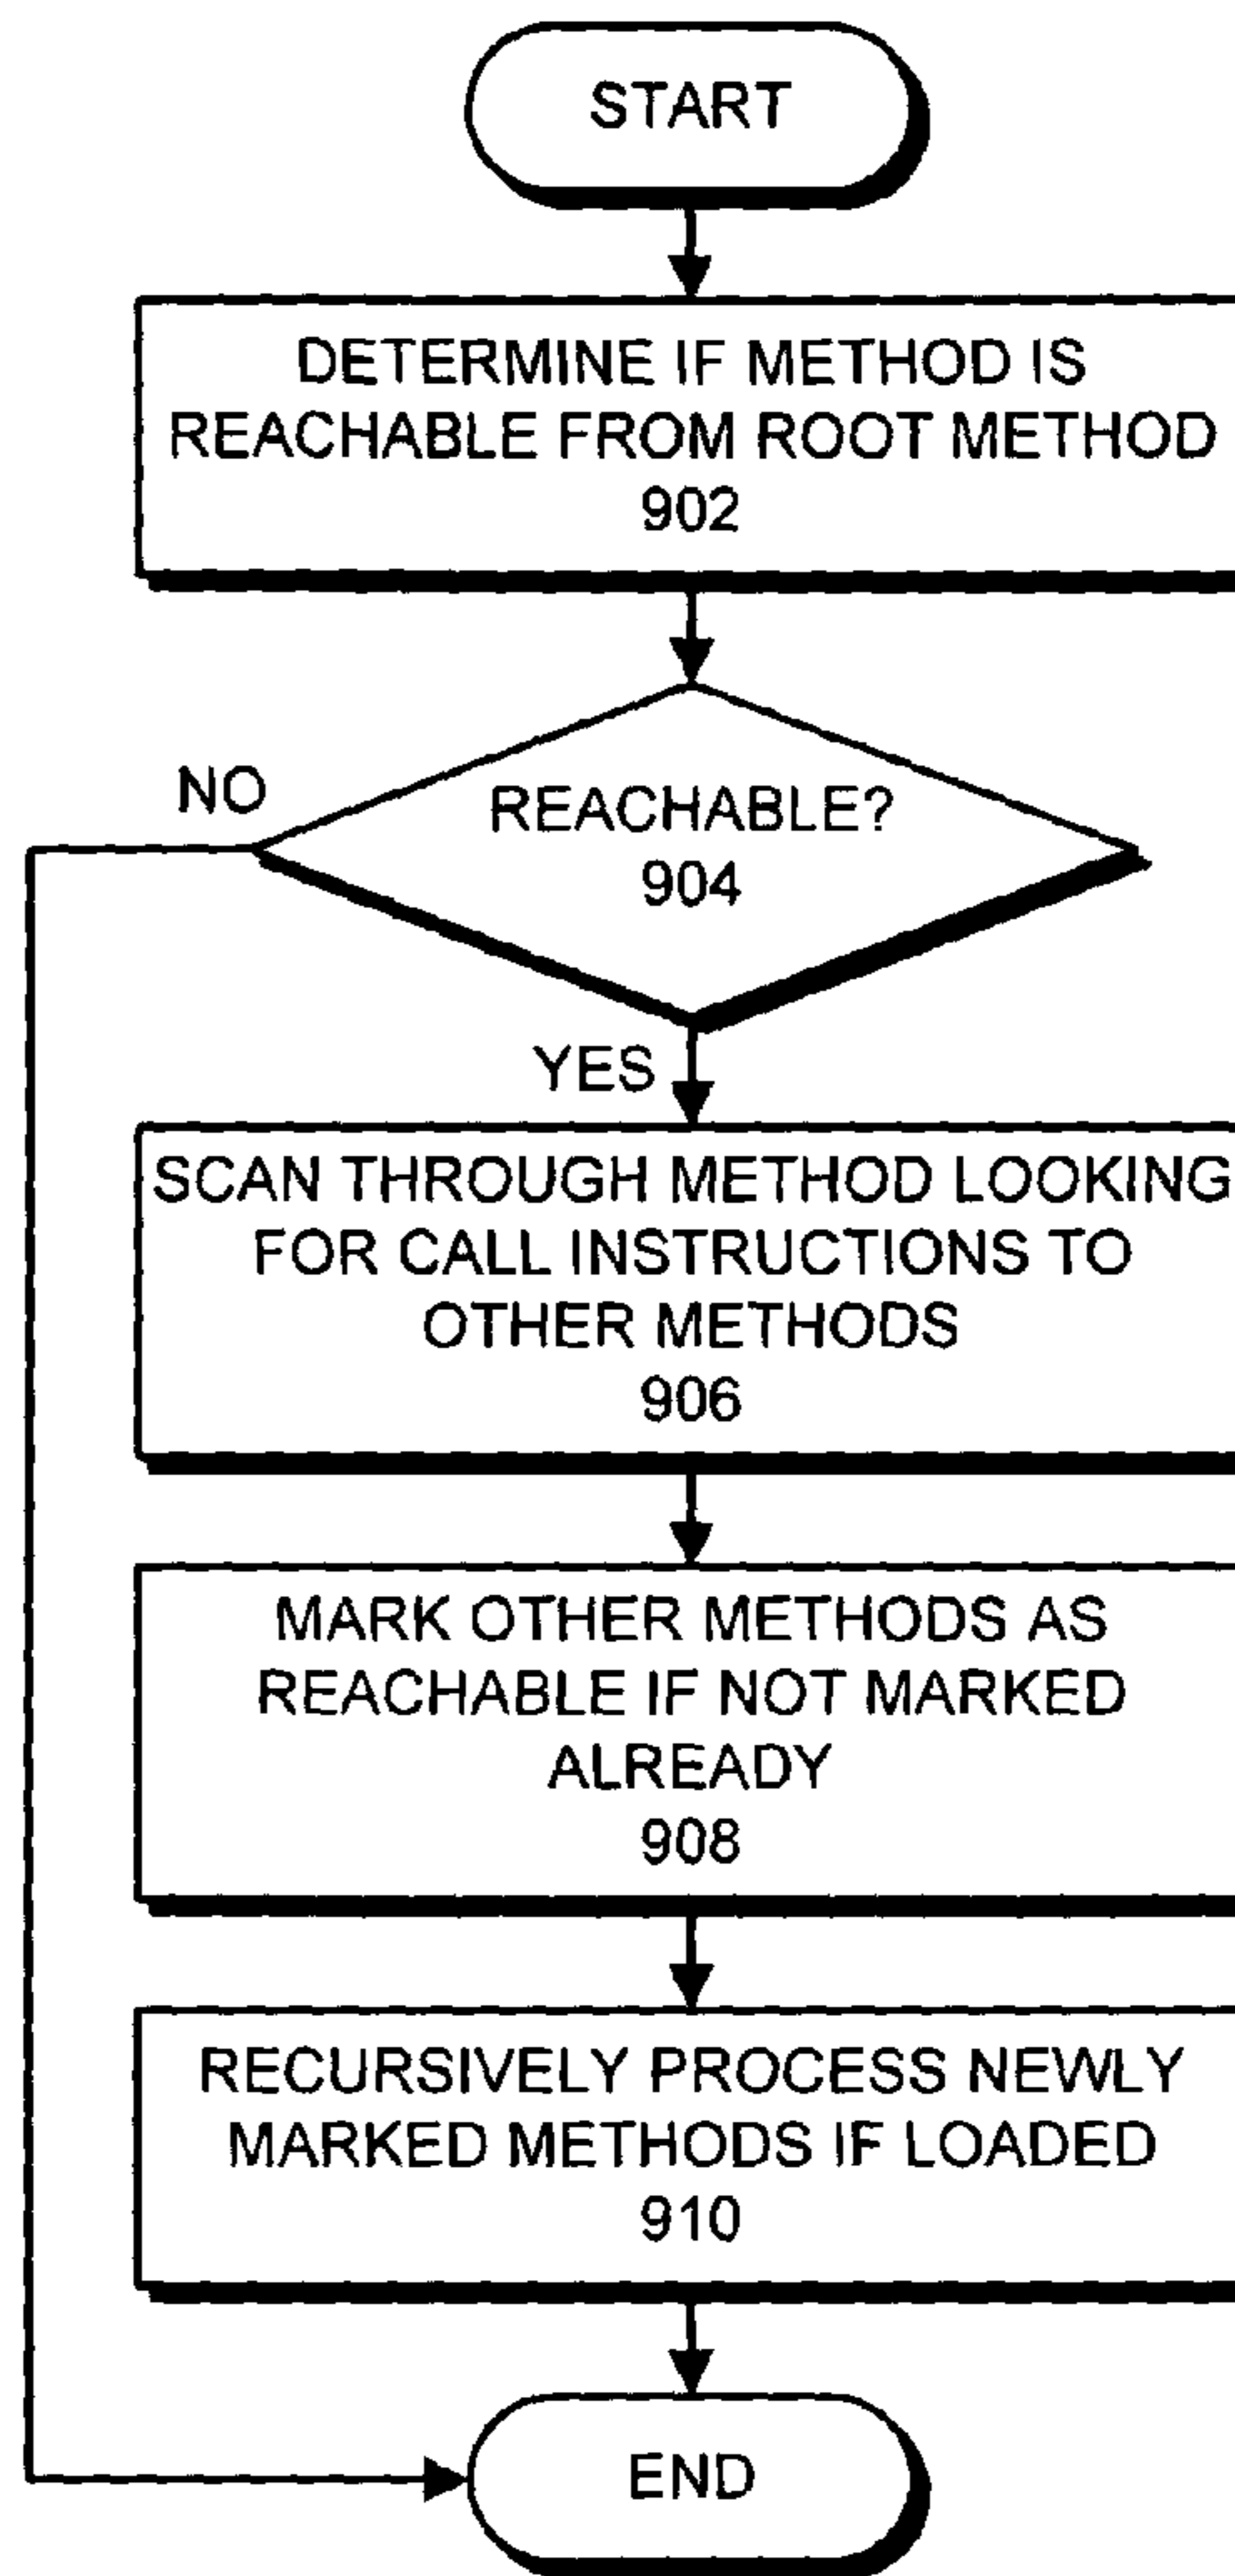 START
DETERMINE IF METHOD IS
REACHABLE FROM ROOT METHOD
902
NO
REACHABLE?
904
YES
SCAN THROUGH METHOD LOOKING
FOR CALL INSTRUCTIONS TO
OTHER METHODS
906
MARK OTHER METHODS AS
REACHABLE IF NOT MARKED
ALREADY
908
RECURSIVELY PROCESS NEWLY
MARKED METHODS IF LOADED
910
END